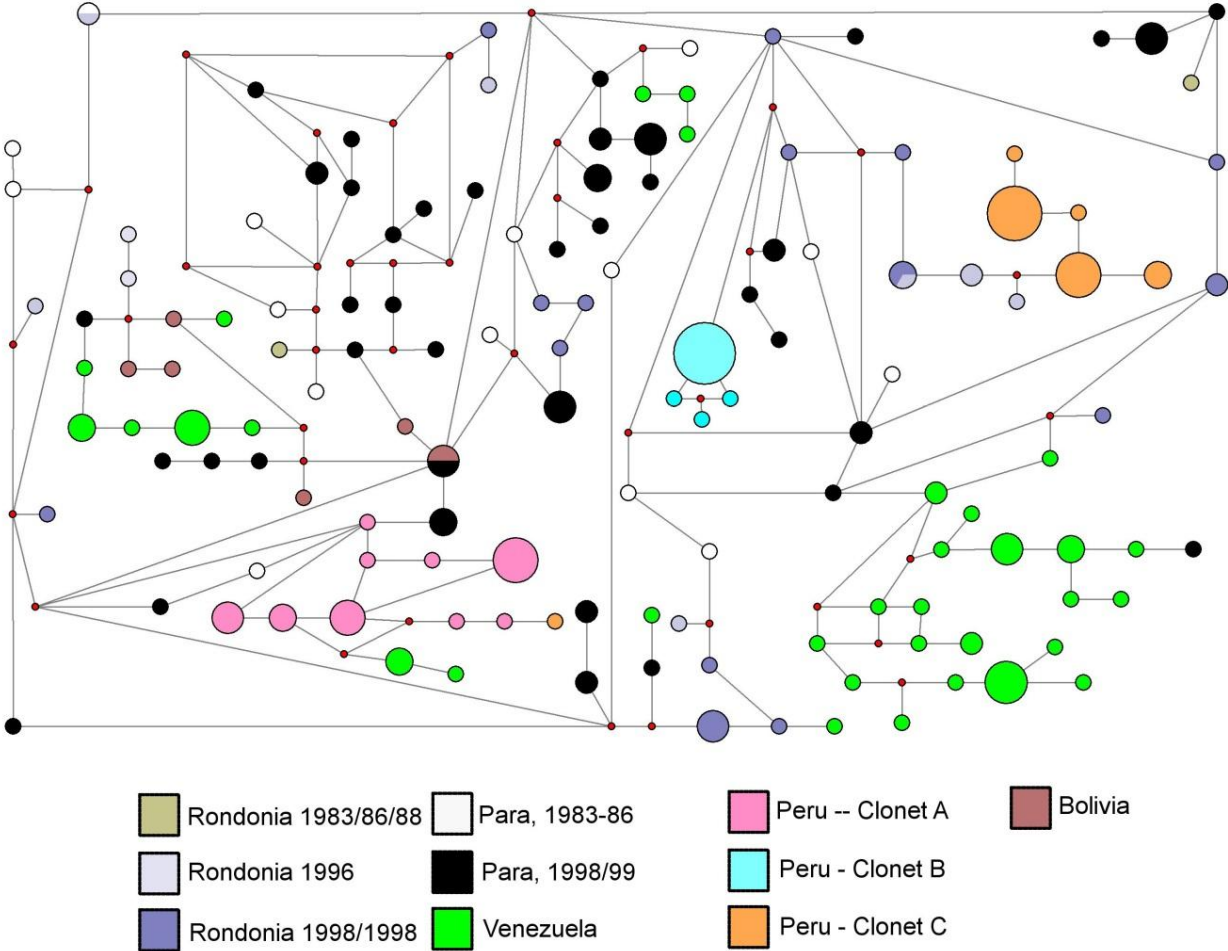 Rondonia 1983/86/88
Para, 1983-86
Peru -- Clonet A
Bolivia
Rondonia 1996
Para, 1998/99
Peru - Clonet B
Rondonia 1998/1998
Venezuela
Peru - Clonet C